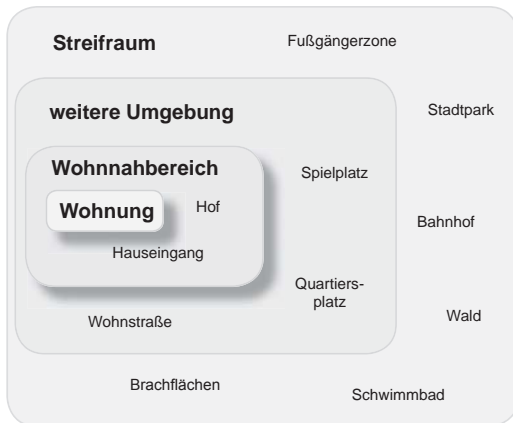 Streifraum
Fußgängerzone
weitere Umgebung
Stadtpark
Wohnnahbereich
Spielplatz
Wohnung
Hof
Bahnhof
Hauseingang
Quartiers-
platz
Wohnstraße
Wald
Brachflächen
Schwimmbad